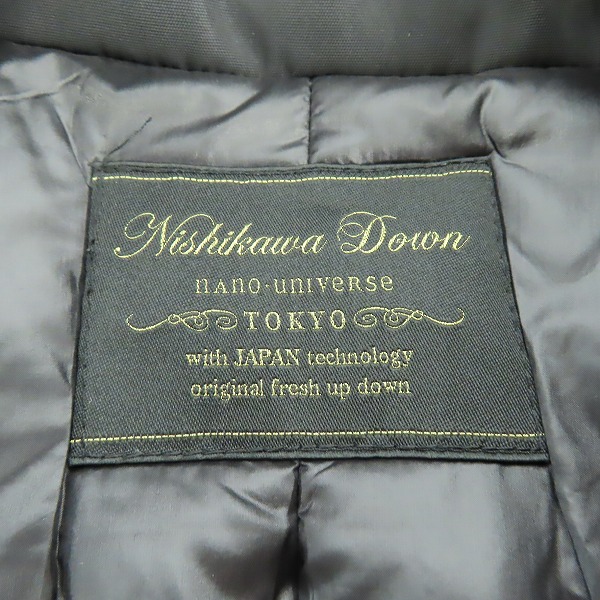 Nishikawa Down
nano·universe
TOKYO
with JAPAN technology
original fresh up down